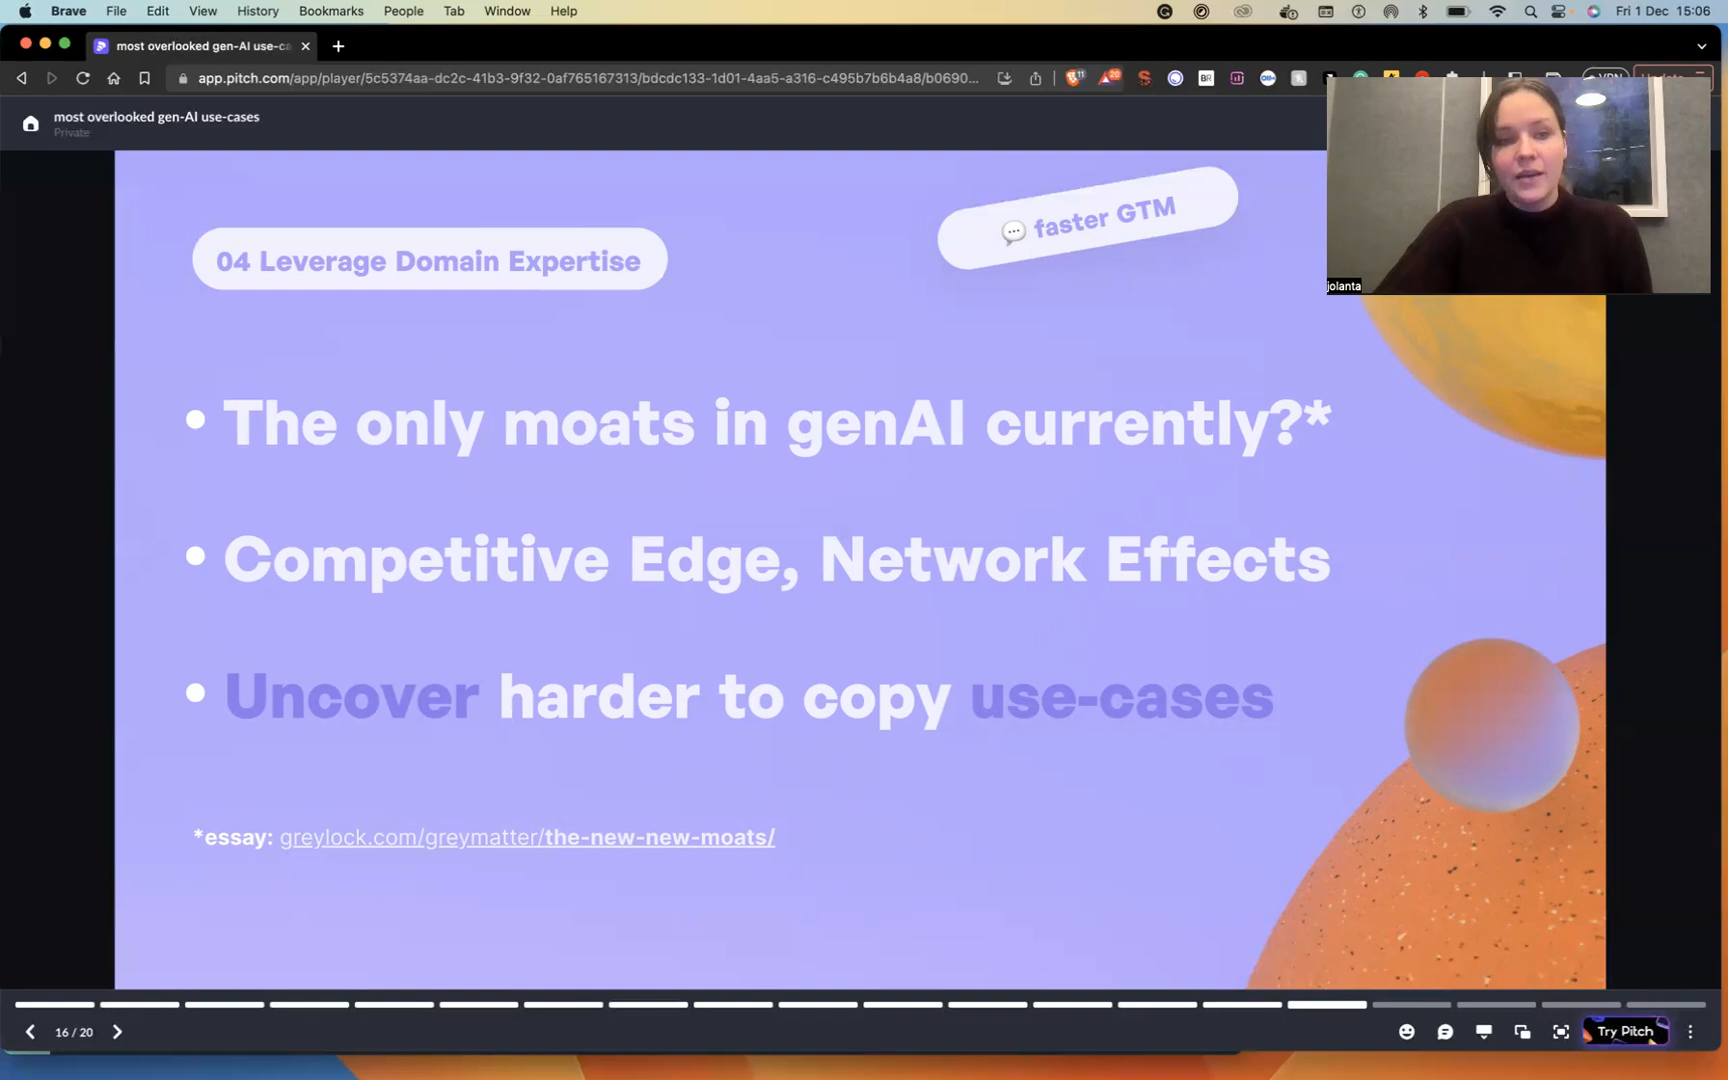 Brave File Edit View History Bookmarks People Tab Window Help
Fri 1 Dec 15:06
most overlooked gen-AI use-ca
app.pitch.com/app/player/5c5374aa-dc2c-41b3-9f32-0af765167313/bdcdc133-1d01-4aa5-a316-c495b7b6b4a8/b0690...
most overlooked gen-AI use-cases
Private
jolanta
💬 faster GTM
04 Leverage Domain Expertise
• The only moats in genAI currently?*
• Competitive Edge, Network Effects
• Uncover harder to copy use-cases
*essay: greylock.com/greymatter/the-new-new-moats/
16 / 20
Try Pitch